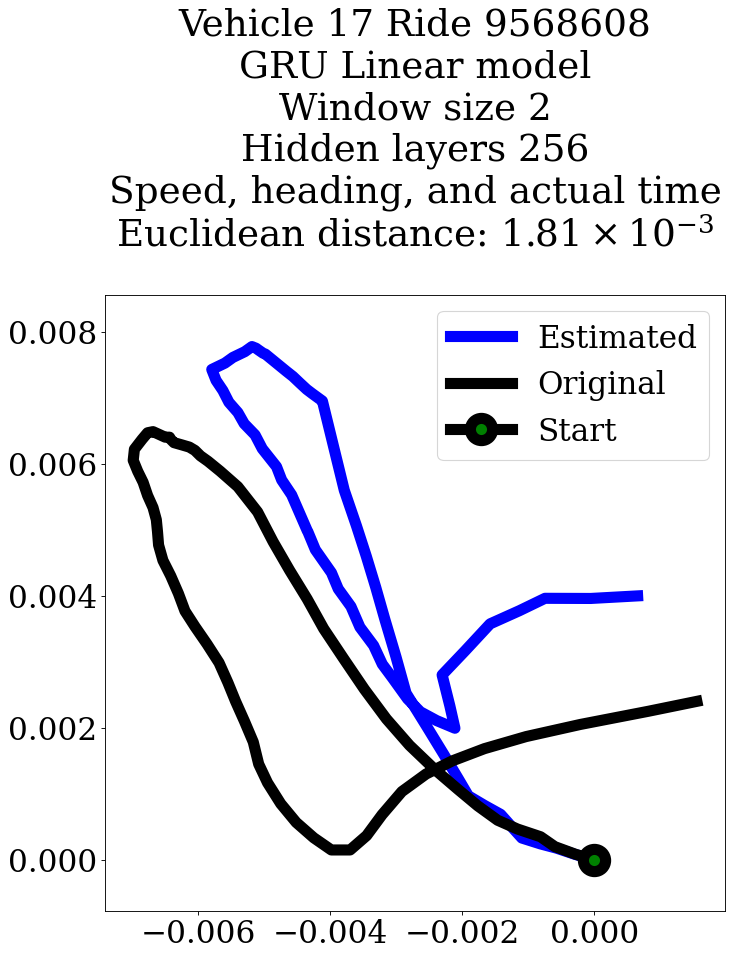 Vehicle 17 Ride 9568608
GRU Linear model
Window size 2
Hidden layers 256
Speed, heading, and actual time
Euclidean distance: 1.81 × 10⁻³
Estimated
Original
Start
0.008
0.006
0.004
0.002
0.000
−0.006 −0.004 −0.002 0.000